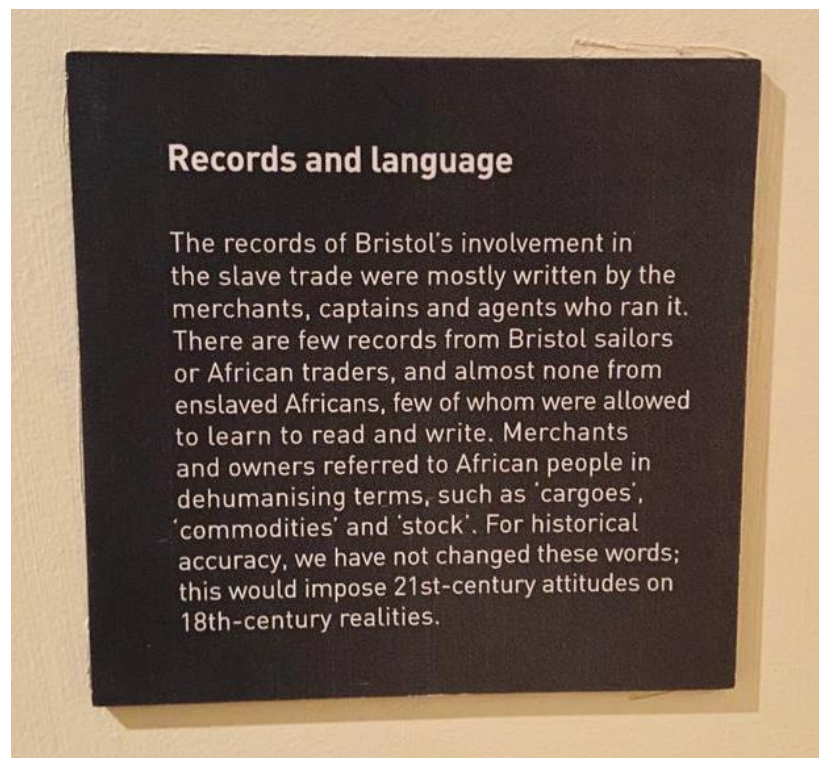 Records and language
The records of Bristol's involvement in
the slave trade were mostly written by the
merchants, captains and agents who ran it.
There are few records from Bristol sailors
or African traders, and almost none from
enslaved Africans, few of whom were allowed
to learn to read and write. Merchants
and owners referred to African people in
dehumanising terms, such as 'cargoes',
'commodities' and 'stock'. For historical
accuracy, we have not changed these words;
this would impose 21st-century attitudes on
18th-century realities.